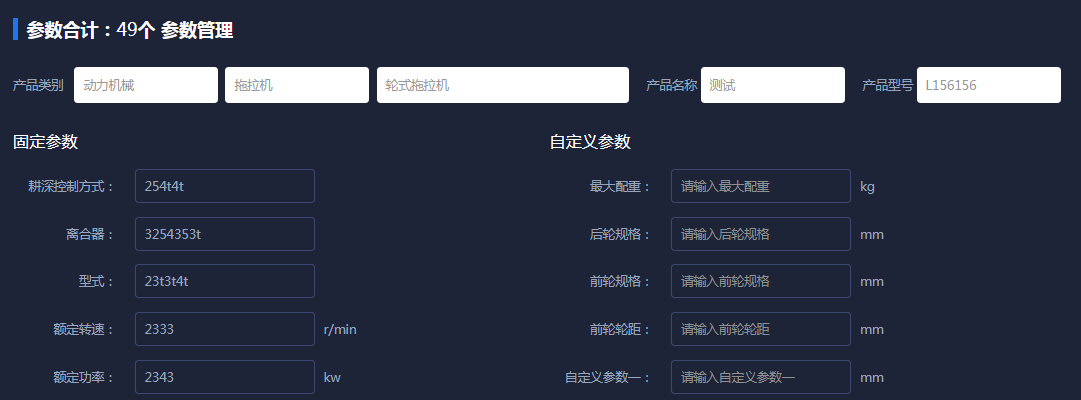 参数合计：49个 参数管理
产品类别 动力机械 拖拉机 轮式拖拉机 产品名称 测试 产品型号 L156156
固定参数 自定义参数
耕深控制方式： 254t4t 最大配重： 请输入最大配重 kg
离合器： 3254353t 后轮规格： 请输入后轮规格 mm
型式： 23t3t4t 前轮规格： 请输入前轮规格 mm
额定转速： 2333 r/min 前轮轮距： 请输入前轮轮距 mm
额定功率： 2343 kw 自定义参数一： 请输入自定义参数一 mm